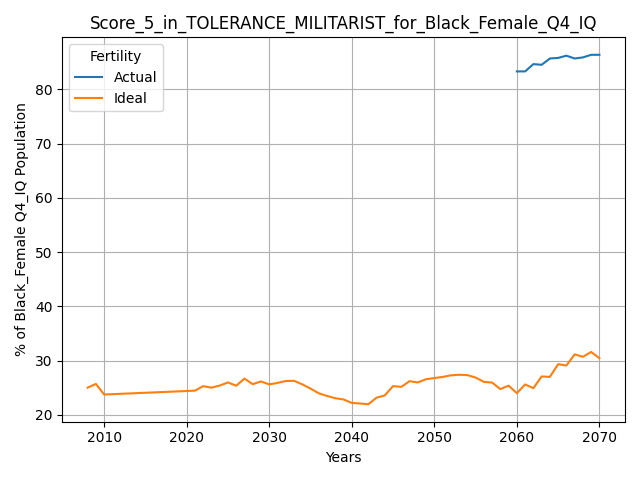 Score_5_in_TOLERANCE_MILITARIST_for_Black_Female_Q4_IQ
Fertility
Actual
Ideal
% of Black_Female Q4_IQ Population
80
70
60
50
40
30
20
2010 2020 2030 2040 2050 2060 2070
Years